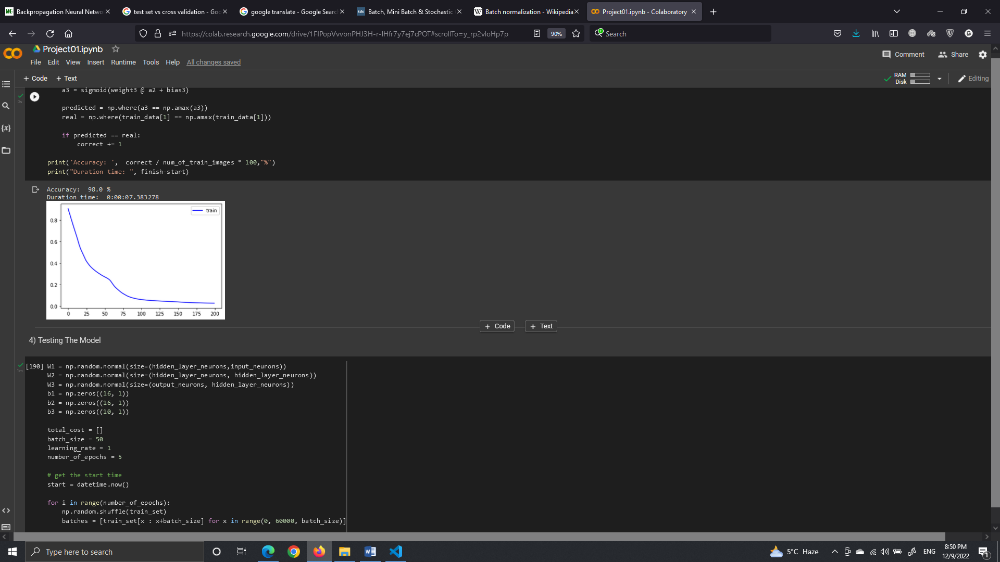 Backpropagation Neural Netwo
test set vs cross validation - Goo
google translate - Google Searc
tds Batch, Mini Batch & Stochastic
W Batch normalization - Wikipedia
Project01.ipynb - Colaboratory
https://colab.research.google.com/drive/1FIPopVvvbnPHJ3H-r-IHfr7y7ej7cPOT#scrollTo=y_rp2vIoHp7p
90%
Search
Project01.ipynb
Comment
Share
File Edit View Insert Runtime Tools Help All changes saved
+ Code + Text
RAM
Disk
Editing
a3 = sigmoid(weight3 @ a2 + bias3)
0s
predicted = np.where(a3 == np.amax(a3))
real = np.where(train_data[1] == np.amax(train_data[1]))
if predicted == real:
correct += 1
print('Accuracy: ', correct / num_of_train_images * 100,"%")
print("Duration time: ", finish-start)
Accuracy: 98.0 %
Duration time: 0:00:07.383278
train
0.8
0.6
0.4
0.2
0.0
0 25 50 75 100 125 150 175 200
+ Code + Text
4) Testing The Model
1m
[190] W1 = np.random.normal(size=(hidden_layer_neurons,input_neurons))
W2 = np.random.normal(size=(hidden_layer_neurons, hidden_layer_neurons))
W3 = np.random.normal(size=(output_neurons, hidden_layer_neurons))
b1 = np.zeros((16, 1))
b2 = np.zeros((16, 1))
b3 = np.zeros((10, 1))
total_cost = []
batch_size = 50
learning_rate = 1
number_of_epochs = 5
# get the start time
start = datetime.now()
for i in range(number_of_epochs):
np.random.shuffle(train_set)
batches = [train_set[x : x+batch_size] for x in range(0, 60000, batch_size)]
Type here to search
5°C Haze
ENG
8:50 PM
12/9/2022
1